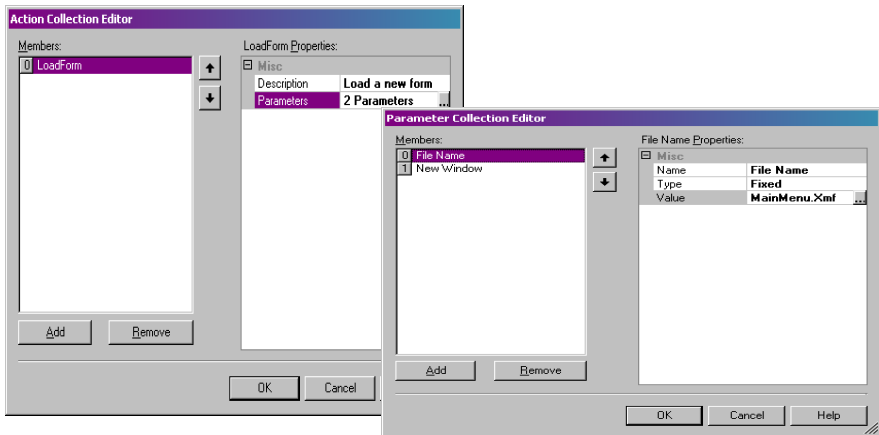 Action Collection Editor
Members:
0 LoadForm
LoadForm Properties:
Misc
Description Load a new form
Parameters 2 Parameters ...
Add Remove
OK Cancel
Parameter Collection Editor
Members:
0 File Name
1 New Window
File Name Properties:
Misc
Name File Name
Type Fixed
Value MainMenu.Xmf ...
Add Remove
OK Cancel Help